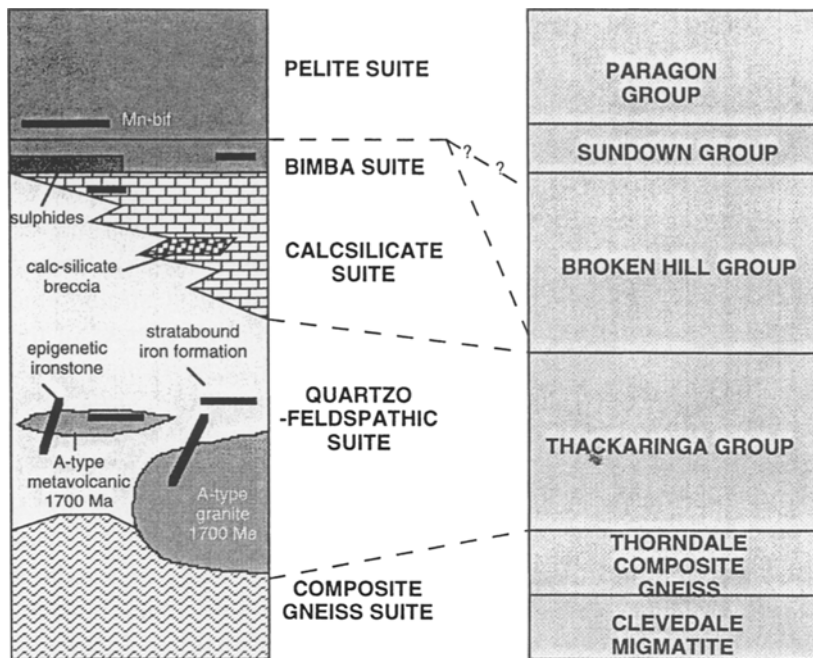 PELITE SUITE
Mn-bif
BIMBA SUITE
sulphides
CALCSILICATE
SUITE
calc-silicate
breccia
stratabound
iron formation
epigenetic
ironstone
QUARTZO
-FELDSPATHIC
SUITE
A-type
metavolcanic
1700 Ma
A-type
granite
1700 Ma
COMPOSITE
GNEISS SUITE
?
?
PARAGON
GROUP
SUNDOWN GROUP
BROKEN HILL GROUP
THACKARINGA GROUP
THORNDALE
COMPOSITE
GNEISS
CLEVEDALE
MIGMATITE